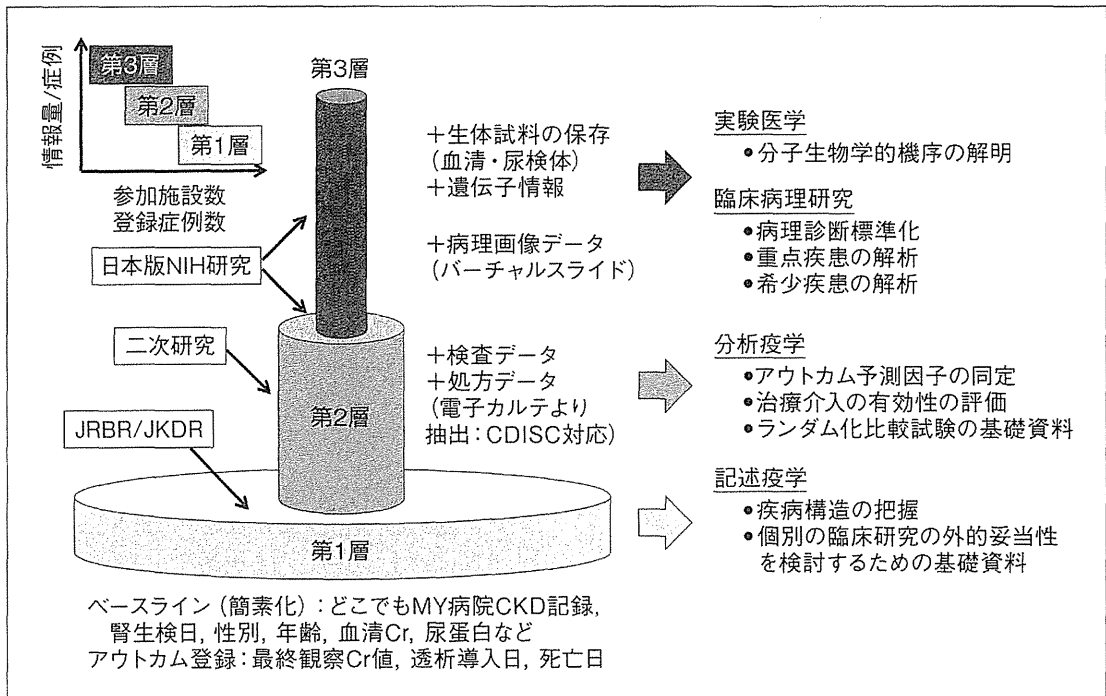 情報量/症例
第3層
第2層
第1層
参加施設数
登録症例数
日本版NIH研究
二次研究
JRBR/JKDR
第3層
第2層
第1層
+生体試料の保存
(血清・尿検体)
+遺伝子情報
+病理画像データ
(バーチャルスライド)
+検査データ
+処方データ
(電子カルテより
抽出:CDISC対応)
実験医学
•分子生物学的機序の解明
臨床病理研究
•病理診断標準化
•重点疾患の解析
•希少疾患の解析
分析疫学
•アウトカム予測因子の同定
•治療介入の有効性の評価
•ランダム化比較試験の基礎資料
記述疫学
•疾病構造の把握
•個別の臨床研究の外的妥当性
を検討するための基礎資料
ベースライン(簡素化):どこでもMY病院CKD記録,
腎生検日, 性別, 年齢, 血清Cr, 尿蛋白など
アウトカム登録:最終観察Cr値, 透析導入日, 死亡日